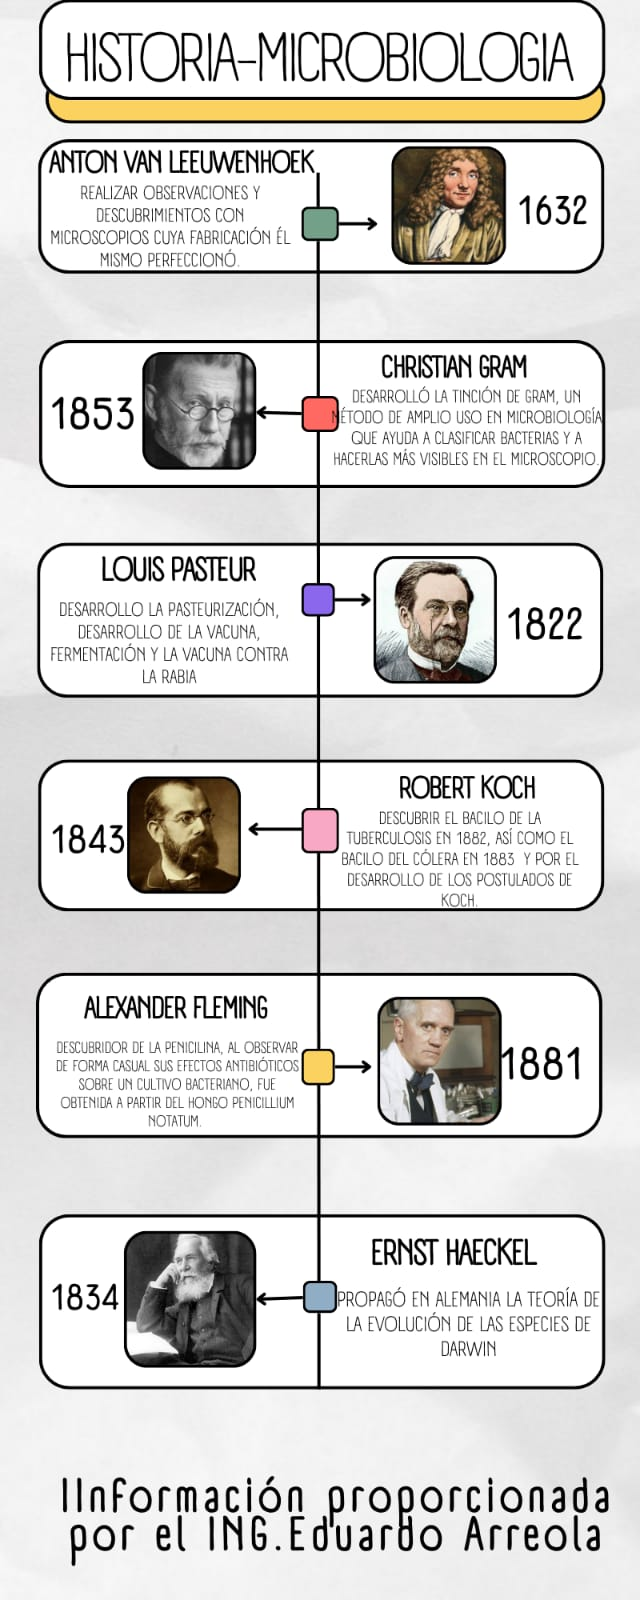 HISTORIA-MICROBIOLOGIA
ANTON VAN LEEUWENHOEK
REALIZAR OBSERVACIONES Y
DESCUBRIMIENTOS CON
MICROSCOPIOS CUYA FABRICACIÓN ÉL
MISMO PERFECCIONÓ.
1632
1853
CHRISTIAN GRAM
DESARROLLÓ LA TINCIÓN DE GRAM, UN
MÉTODO DE AMPLIO USO EN MICROBIOLOGÍA
QUE AYUDA A CLASIFICAR BACTERIAS Y A
HACERLAS MÁS VISIBLES EN EL MICROSCOPIO.
LOUIS PASTEUR
DESARROLLO LA PASTEURIZACIÓN,
DESARROLLO DE LA VACUNA,
FERMENTACIÓN Y LA VACUNA CONTRA
LA RABIA
1822
1843
ROBERT KOCH
DESCUBRIR EL BACILO DE LA
TUBERCULOSIS EN 1882, ASÍ COMO EL
BACILO DEL CÓLERA EN 1883 Y POR EL
DESARROLLO DE LOS POSTULADOS DE
KOCH.
ALEXANDER FLEMING
DESCUBRIDOR DE LA PENICILINA, AL OBSERVAR
DE FORMA CASUAL SUS EFECTOS ANTIBIÓTICOS
SOBRE UN CULTIVO BACTERIANO, FUE
OBTENIDA A PARTIR DEL HONGO PENICILLIUM
NOTATUM.
1881
1834
ERNST HAECKEL
PROPAGÓ EN ALEMANIA LA TEORÍA DE
LA EVOLUCIÓN DE LAS ESPECIES DE
DARWIN
IInformación proporcionada
por el ING.Eduardo Arreola